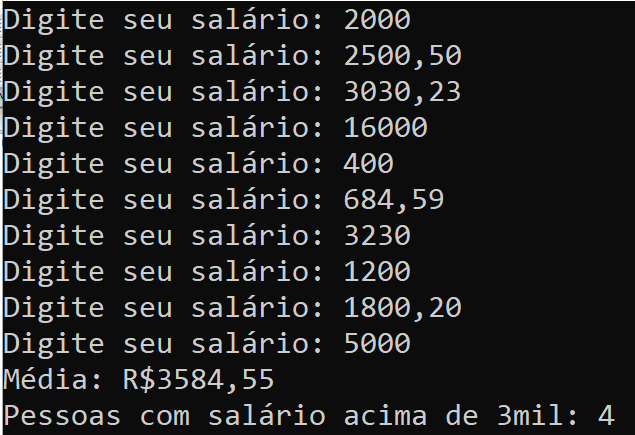 Digite seu salário: 2000
Digite seu salário: 2500,50
Digite seu salário: 3030,23
Digite seu salário: 16000
Digite seu salário: 400
Digite seu salário: 684,59
Digite seu salário: 3230
Digite seu salário: 1200
Digite seu salário: 1800,20
Digite seu salário: 5000
Média: R$3584,55
Pessoas com salário acima de 3mil: 4